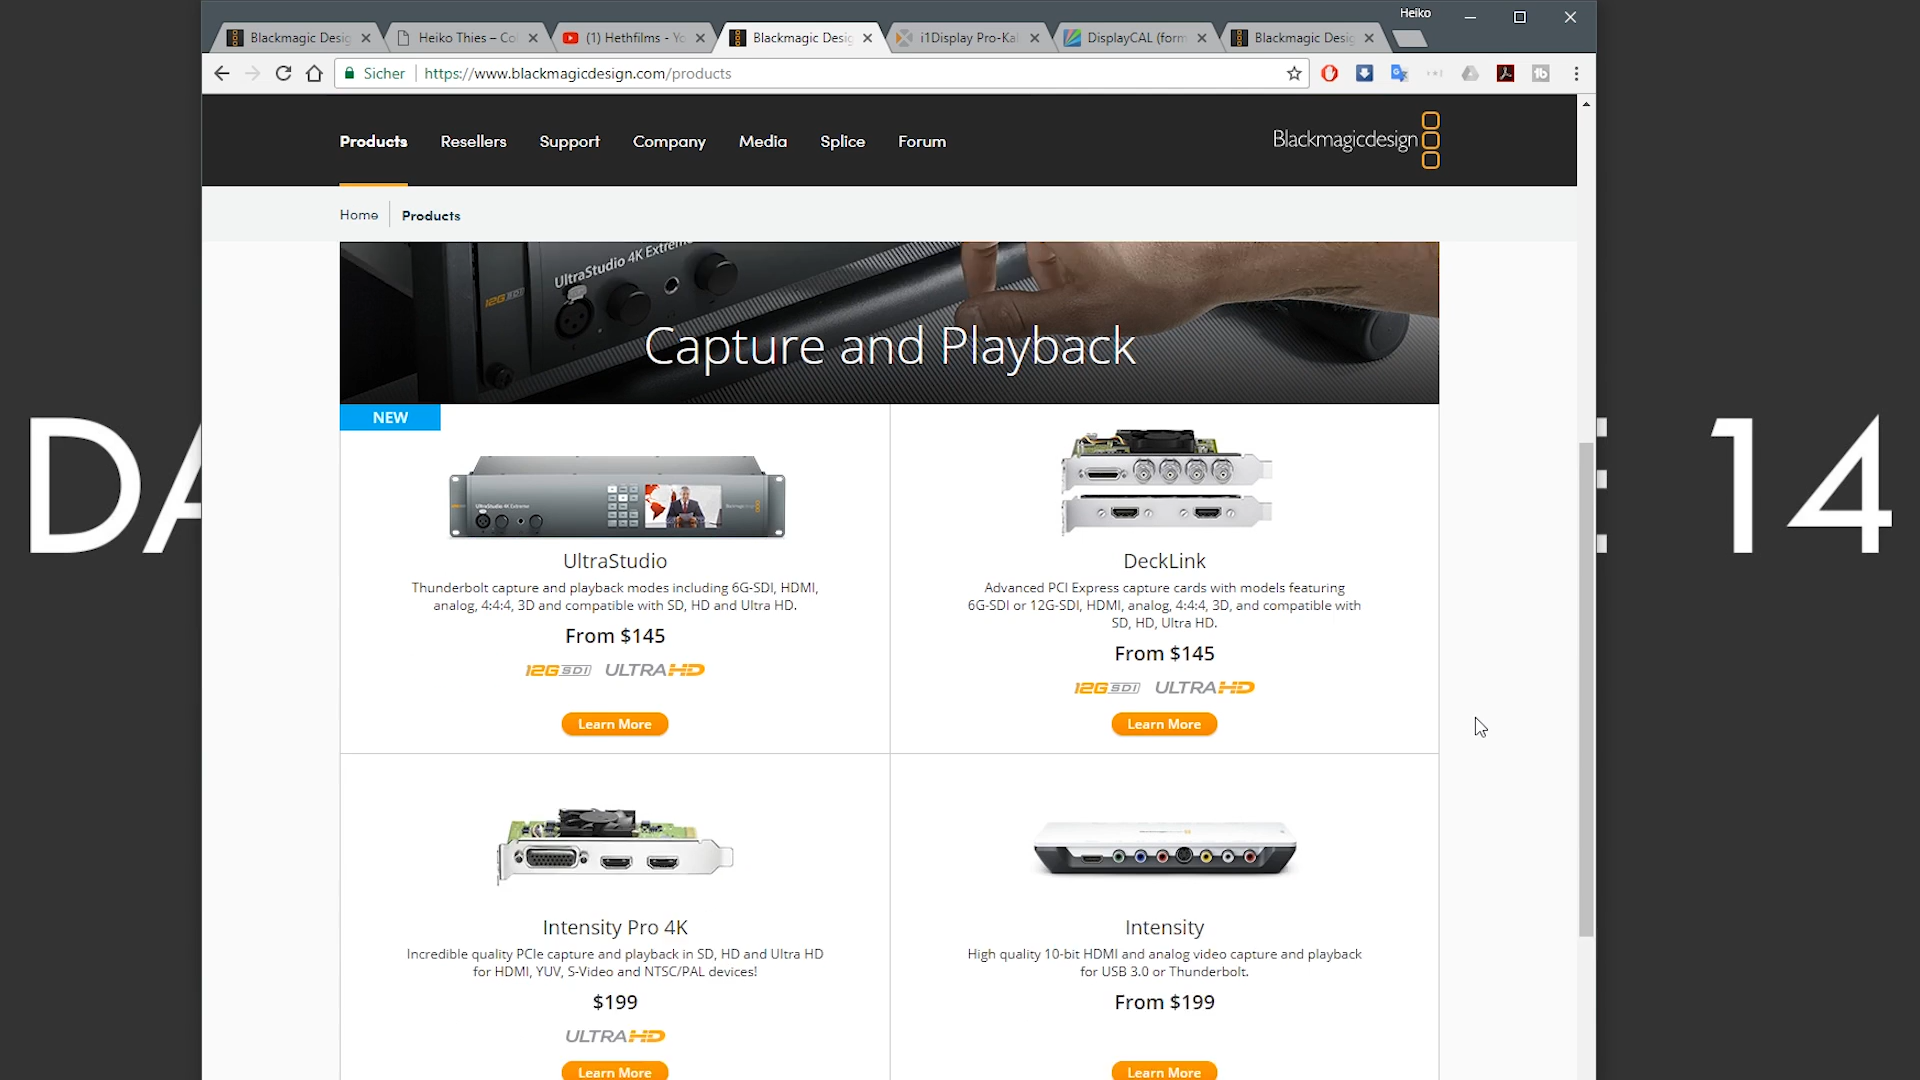 Heiko
Blackmagic Desig
Heiko Thies – Co
(1) Hethfilms - Yo
Blackmagic Desig
i1Display Pro-Kal
DisplayCAL (form
Blackmagic Desig
Sicher
https://www.blackmagicdesign.com/products
Products
Resellers
Support
Company
Media
Splice
Forum
Blackmagicdesign
Home
Products
UltraStudio 4K Extreme
12G SDI
Capture and Playback
NEW
DA
14
UltraStudio
Thunderbolt capture and playback modes including 6G-SDI, HDMI,
analog, 4:4:4, 3D and compatible with SD, HD and Ultra HD.
From $145
12G SDI ULTRA HD
Learn More
DeckLink
Advanced PCI Express capture cards with models featuring
6G-SDI or 12G-SDI, HDMI, analog, 4:4:4, 3D, and compatible with
SD, HD, Ultra HD.
From $145
12G SDI ULTRA HD
Learn More
Intensity Pro 4K
Incredible quality PCIe capture and playback in SD, HD and Ultra HD
for HDMI, YUV, S-Video and NTSC/PAL devices!
$199
ULTRA HD
Learn More
Intensity
High quality 10-bit HDMI and analog video capture and playback
for USB 3.0 or Thunderbolt.
From $199
Learn More